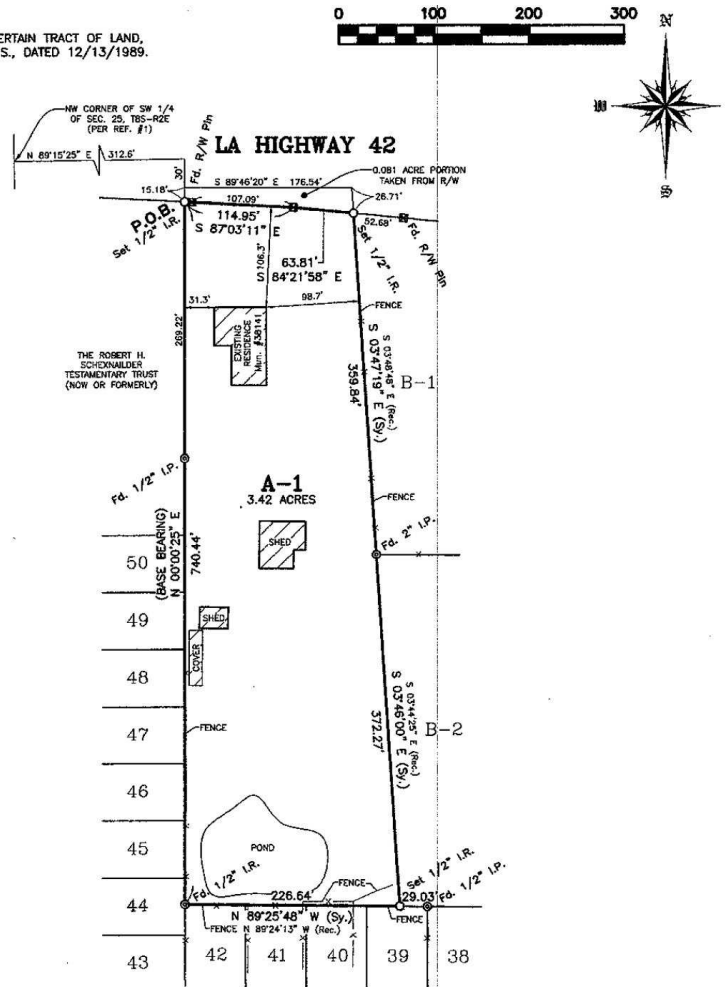 0 100 200 300
ERTAIN TRACT OF LAND,
S., DATED 12/13/1989.
N
S
NW CORNER OF SW 1/4
OF SEC. 25, T8S-R2E
(PER REF. #1)
N 89°15'25" E 312.6'
30'
Fd. R/W Pin
LA HIGHWAY 42
0.081 ACRE PORTION
TAKEN FROM R/W
S 89°46'20" E 176.54'
15.18'
107.09'
26.71'
P.O.B.
Set 1/2" I.R.
114.95'
S 87°03'11" E
52.68'
Fd. R/W Pin
Set 1/2" I.R.
63.81'
S 84°21'58" E
106.3'
31.3'
98.7'
FENCE
269.22'
EXISTING
RESIDENCE
Mun. #38141
THE ROBERT H.
SCHEXNAILDER
TESTAMENTARY TRUST
(NOW OR FORMERLY)
S 03°48'48" E (Rec.)
S 03°47'19" E (Sy.)
359.84'
B-1
Fd. 1/2" I.P.
A-1
3.42 ACRES
FENCE
SHED
Fd. 2" I.P.
(BASE BEARING)
N 00°00'25" E
740.44'
50
49
SHED
COVER
48
S 03°44'25" E (Rec.)
S 03°46'00" E (Sy.)
372.27'
B-2
47
FENCE
46
45
POND
Fd. 1/2" I.R.
Set 1/2" I.R.
Fd. 1/2" I.P.
FENCE
44
226.64'
29.03'
N 89°25'48" W (Sy.)
FENCE
FENCE
N 89°24'13" W (Rec.)
43
42
41
40
39
38